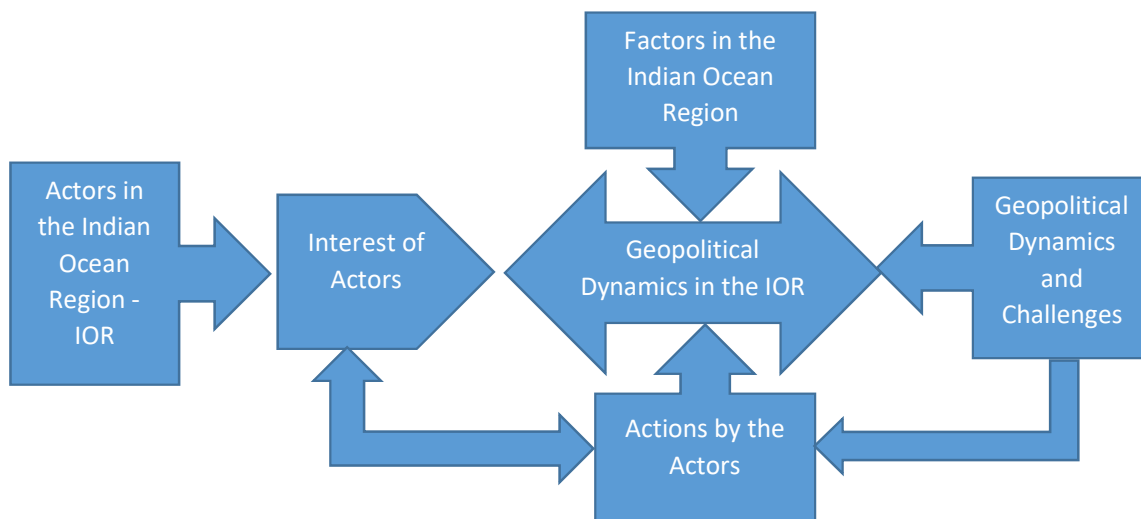 Factors in the
Indian Ocean
Region
Actors in
the Indian
Ocean
Region -
IOR
Interest of
Actors
Geopolitical
Dynamics in the IOR
Geopolitical
Dynamics
and
Challenges
Actions by the
Actors